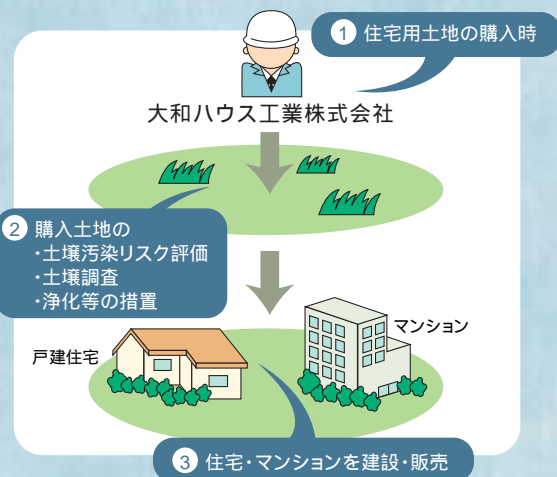 ① 住宅用土地の購入時
大和ハウス工業株式会社
② 購入土地の
・土壌汚染リスク評価
・土壌調査
・浄化等の措置
マンション
戸建住宅
③ 住宅・マンションを建設・販売